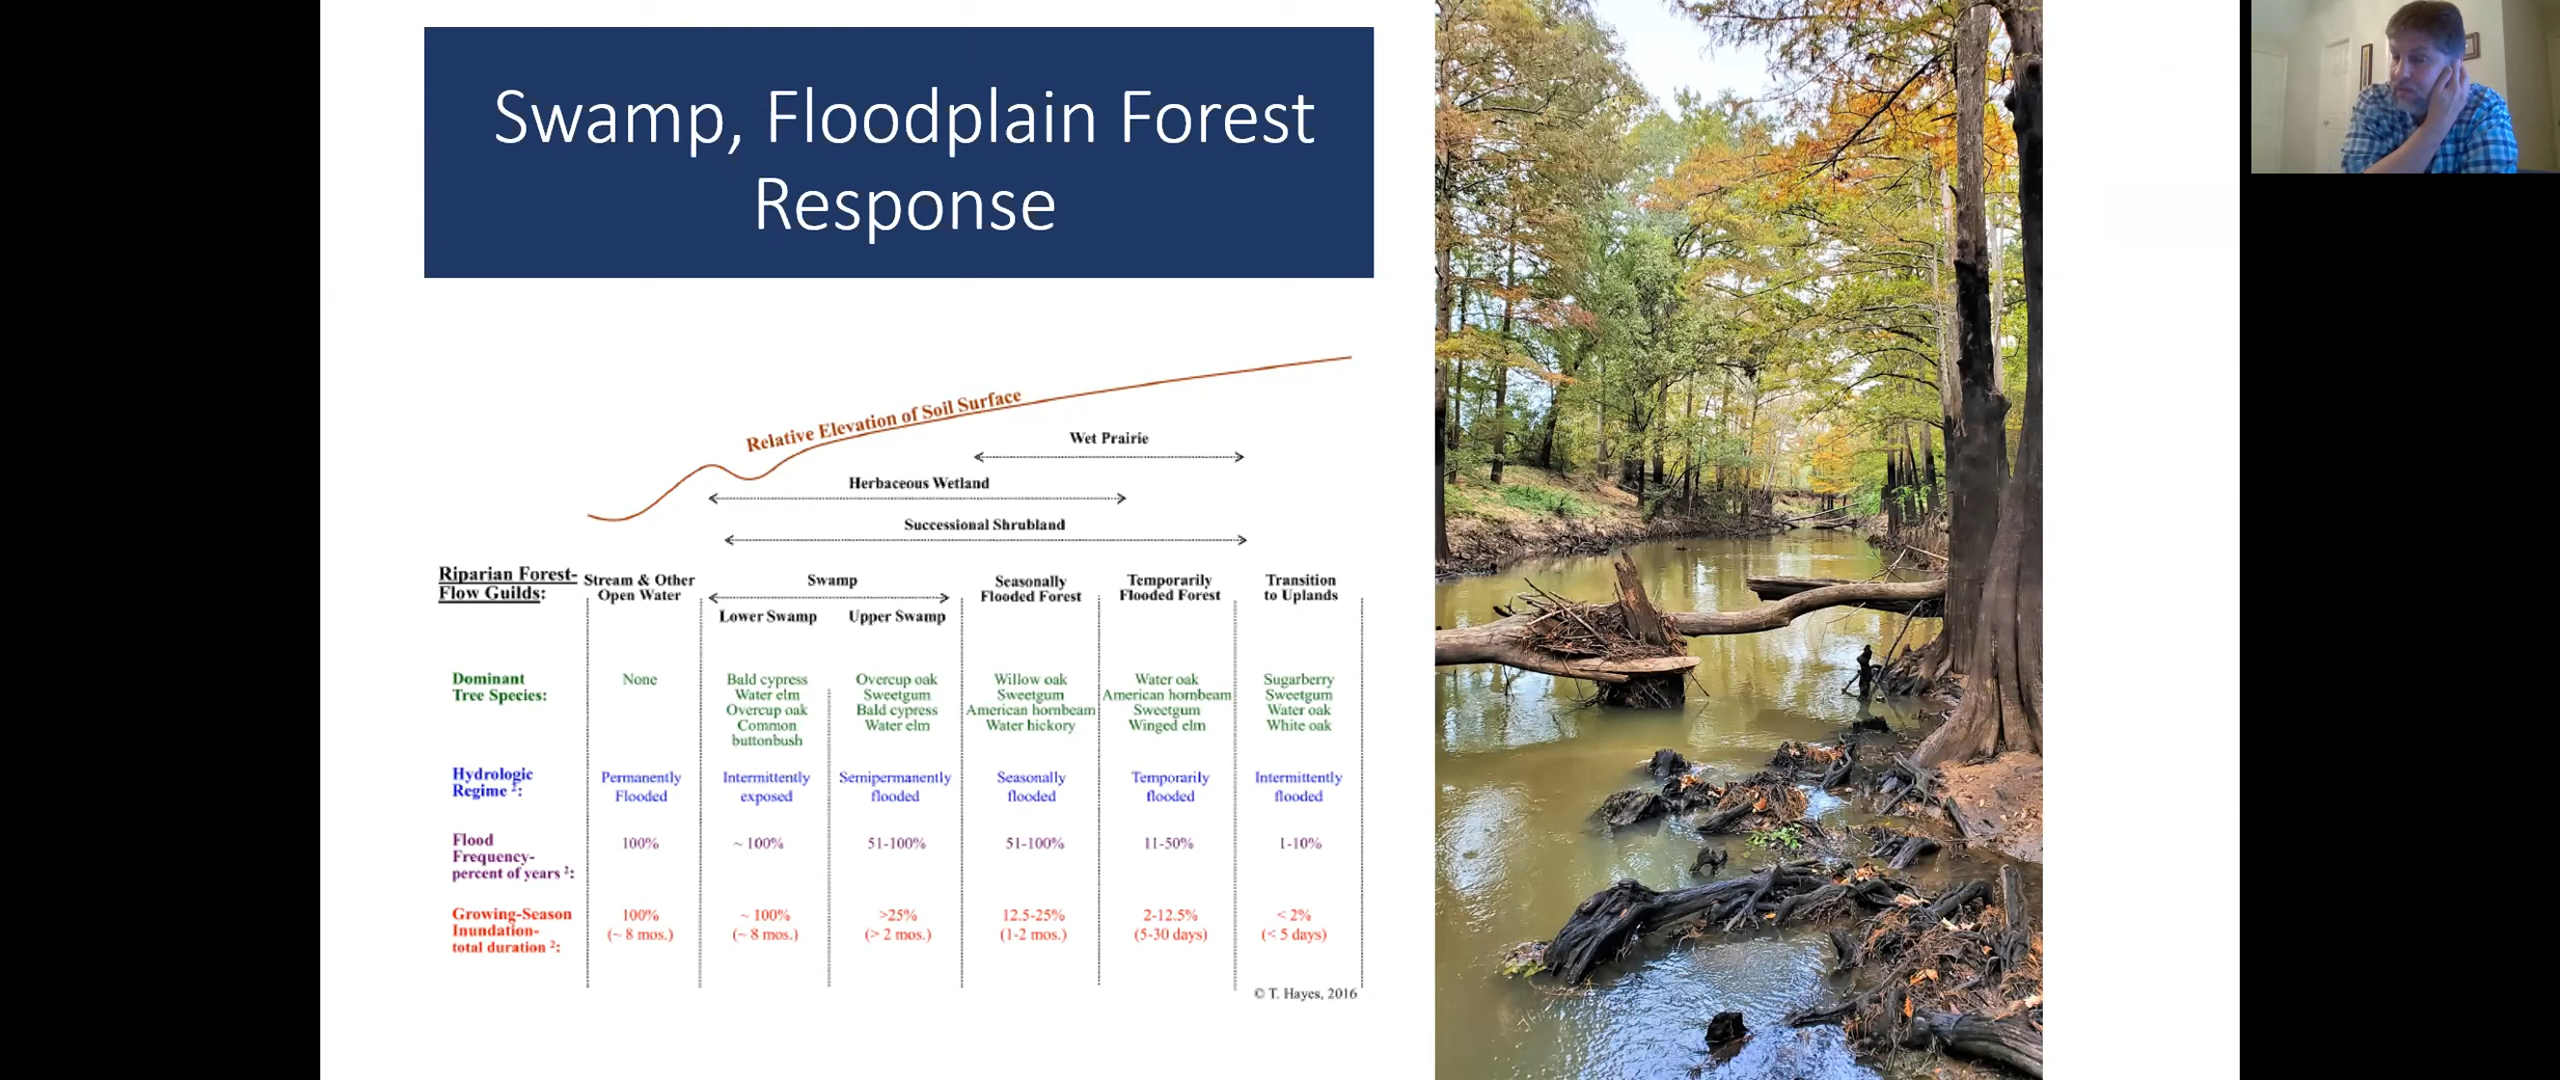 Swamp, Floodplain Forest
Response
Relative Elevation of Soil Surface
Wet Prairie
Herbaceous Wetland
Successional Shrubland
Riparian Forest-
Flow Guilds:
Stream & Other
Open Water
Swamp
Lower Swamp
Upper Swamp
Seasonally
Flooded Forest
Temporarily
Flooded Forest
Transition
to Uplands
Dominant
Tree Species:
None
Bald cypress
Water elm
Overcup oak
Common
buttonbush
Overcup oak
Sweetgum
Bald cypress
Water elm
Willow oak
Sweetgum
American hornbeam
Water hickory
Water oak
American hornbeam
Sweetgum
Winged elm
Sugarberry
Sweetgum
Water oak
White oak
Hydrologic
Regime ²:
Permanently
Flooded
Intermittently
exposed
Semipermanently
flooded
Seasonally
flooded
Temporarily
flooded
Intermittently
flooded
Flood
Frequency-
percent of years ²:
100%
~ 100%
51-100%
51-100%
11-50%
1-10%
Growing-Season
Inundation-
total duration ²:
100%
(~ 8 mos.)
~ 100%
(~ 8 mos.)
>25%
(> 2 mos.)
12.5-25%
(1-2 mos.)
2-12.5%
(5-30 days)
< 2%
(< 5 days)
© T. Hayes, 2016